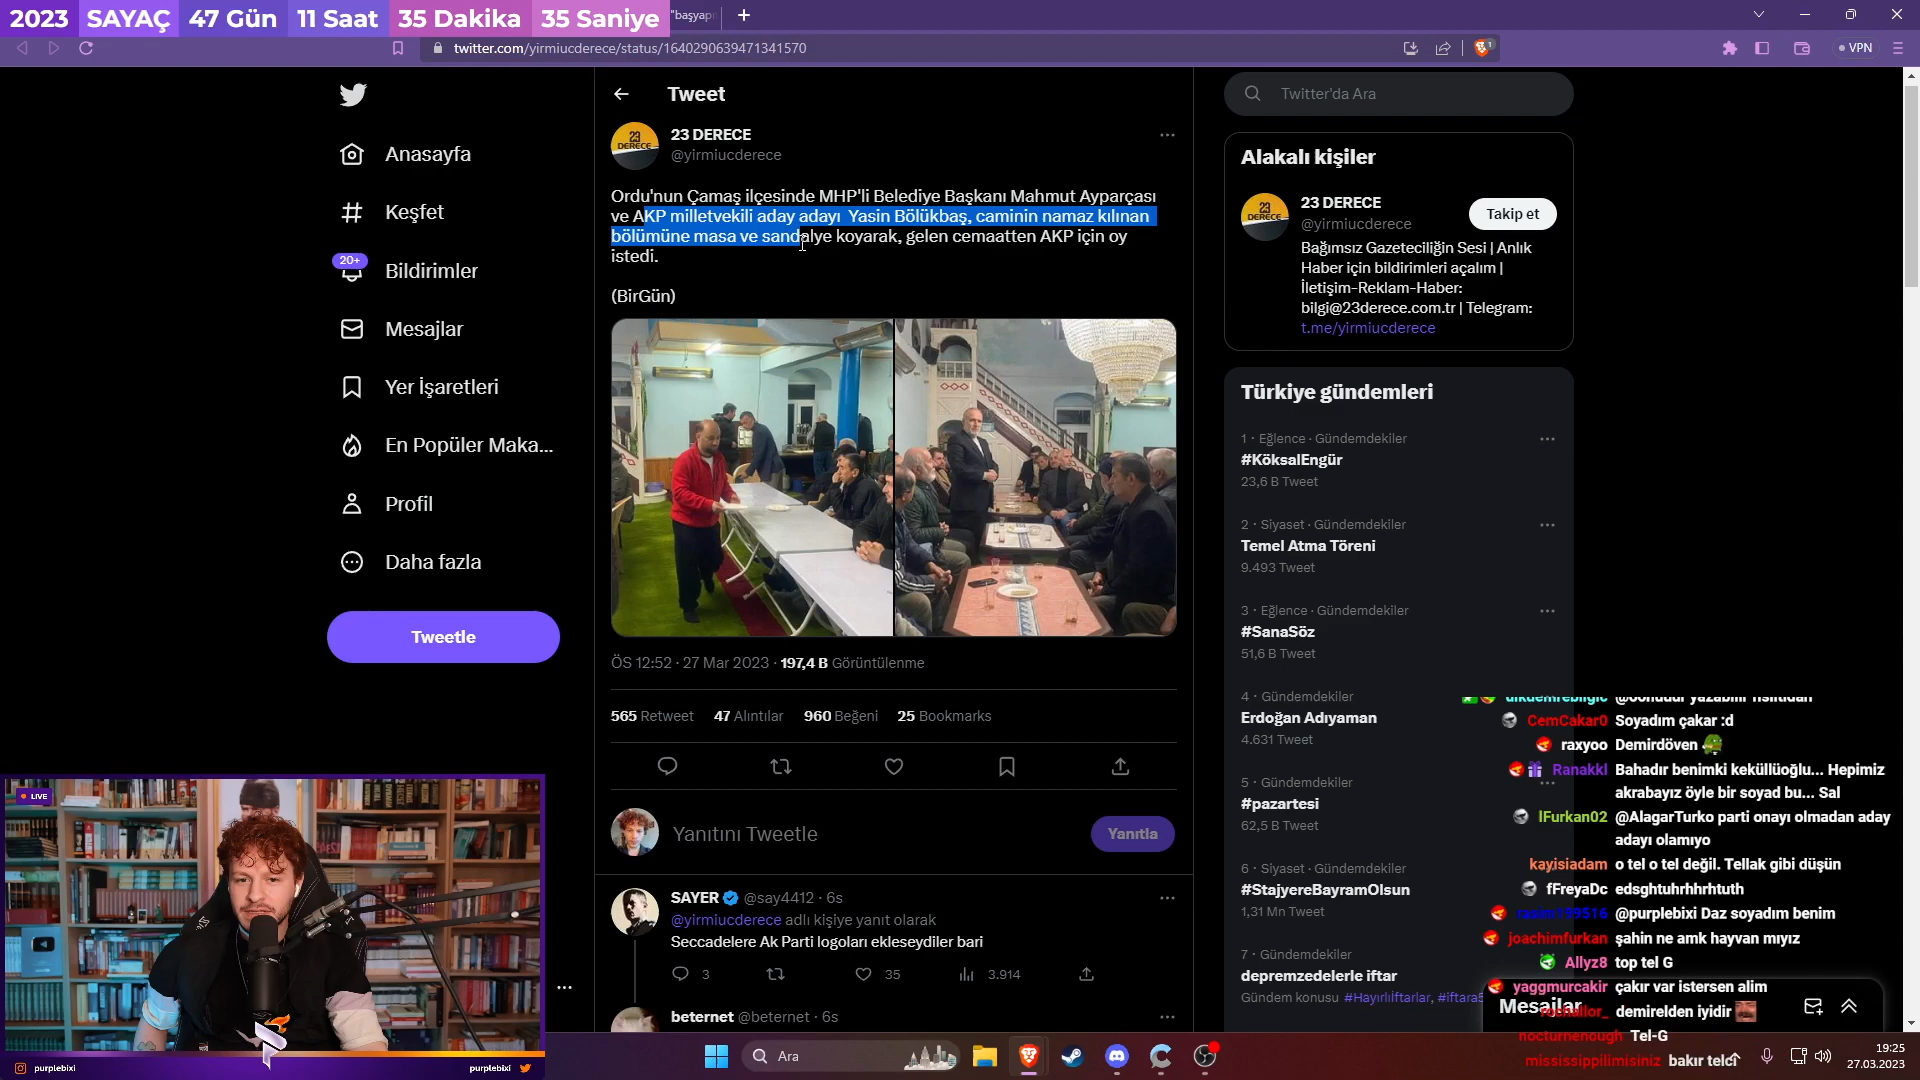 2023 SAYAÇ 47 Gün 11 Saat 35 Dakika 35 Saniye
"başyapı
twitter.com/yirmiucderece/status/1640290639471341570
VPN
Anasayfa
Keşfet
20+
Bildirimler
Mesajlar
Yer İşaretleri
En Popüler Maka...
Profil
Daha fazla
Tweetle
Tweet
23 DERECE
23 DERECE
@yirmiucderece
Ordu'nun Çamaş ilçesinde MHP'li Belediye Başkanı Mahmut Ayparçası
ve AKP milletvekili aday adayı Yasin Bölükbaş, caminin namaz kılınan
bölümüne masa ve sandalye koyarak, gelen cemaatten AKP için oy
istedi.
(BirGün)
ÖS 12:52 · 27 Mar 2023 · 197,4 B Görüntülenme
565 Retweet 47 Alıntılar 960 Beğeni 25 Bookmarks
Yanıtını Tweetle
Yanıtla
SAYER @say4412 · 6s
@yirmiucderece adlı kişiye yanıt olarak
Seccadelere Ak Parti logoları ekleseydiler bari
3 35 3.914
beternet @beternet · 6s
Twitter'da Ara
Alakalı kişiler
23 DERECE
23 DERECE
@yirmiucderece
Takip et
Bağımsız Gazeteciliğin Sesi | Anlık
Haber için bildirimleri açalım |
İletişim-Reklam-Haber:
bilgi@23derece.com.tr | Telegram:
t.me/yirmiucderece
Türkiye gündemleri
1 · Eğlence · Gündemdekiler
#KöksalEngür
23,6 B Tweet
2 · Siyaset · Gündemdekiler
Temel Atma Töreni
9.493 Tweet
3 · Eğlence · Gündemdekiler
#SanaSöz
51,6 B Tweet
4 · Gündemdekiler
Erdoğan Adıyaman
4.631 Tweet
5 · Gündemdekiler
#pazartesi
62,5 B Tweet
6 · Siyaset · Gündemdekiler
#StajyereBayramOlsun
1,31 Mn Tweet
7 · Gündemdekiler
depremzedelerle iftar
Gündem konusu #Hayırlıİftarlar, #iftara5
Mesajlar
CemCakar0 Soyadım çakar :d
raxyoo Demirdöven
Ranakkl Bahadır benimki keküllüoğlu... Hepimiz
akrabayız öyle bir soyad bu... Sal
lFurkan02 @AlagarTurko parti onayı olmadan aday
adayı olamıyo
kayisiadam o tel o tel değil. Tellak gibi düşün
fFreyaDc edsghtuhrhhrhtuth
@purplebixi Daz soyadım benim
joachimfurkan şahin ne amk hayvan mıyız
Allyz8 top tel G
yaggmurcakir çakır var istersen alim
demirelden iyidir
nocturnenough Tel-G
mississippilimisiniz bakır telci
LIVE
purplebixi
purplebixi
Ara
19:25
27.03.2023